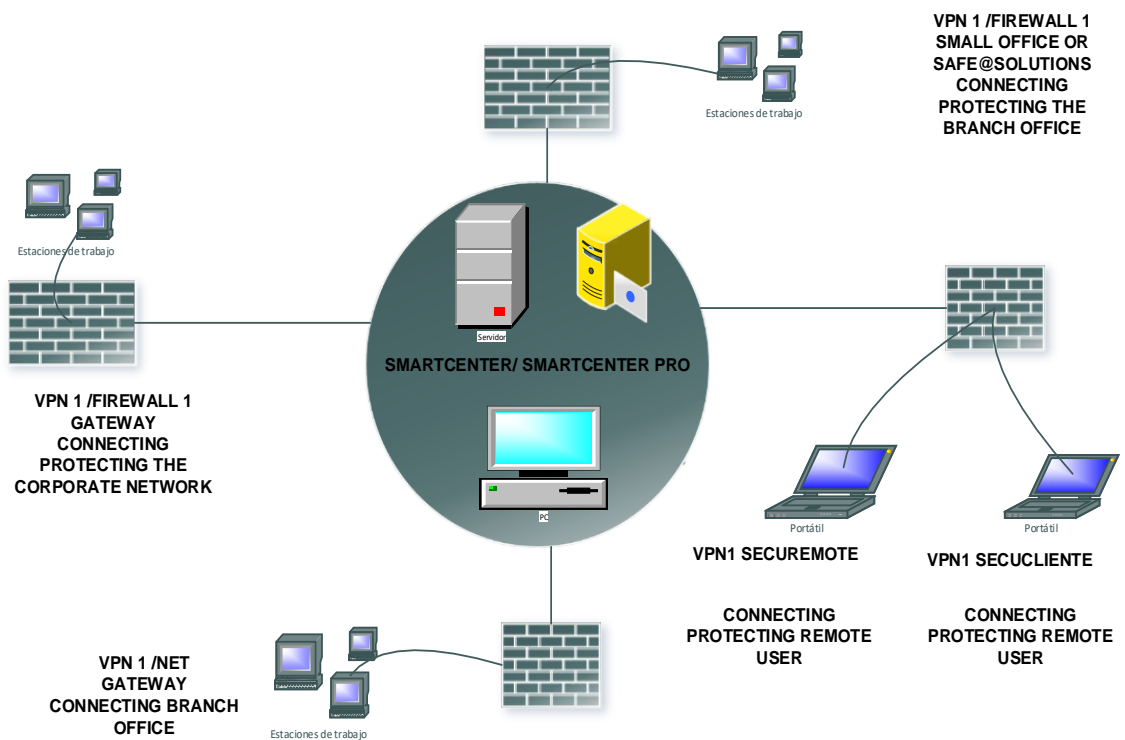 VPN 1 /FIREWALL 1
SMALL OFFICE OR
SAFE@SOLUTIONS
CONNECTING
PROTECTING THE
BRANCH OFFICE
Estaciones de trabajo
Estaciones de trabajo
Servidor
SMARTCENTER/ SMARTCENTER PRO
PC
VPN 1 /FIREWALL 1
GATEWAY
CONNECTING
PROTECTING THE
CORPORATE NETWORK
Portátil
VPN1 SECUREMOTE
CONNECTING
PROTECTING REMOTE
USER
Portátil
VPN1 SECUCLIENTE
CONNECTING
PROTECTING REMOTE
USER
VPN 1 /NET
GATEWAY
CONNECTING BRANCH
OFFICE
Estaciones de trabajo